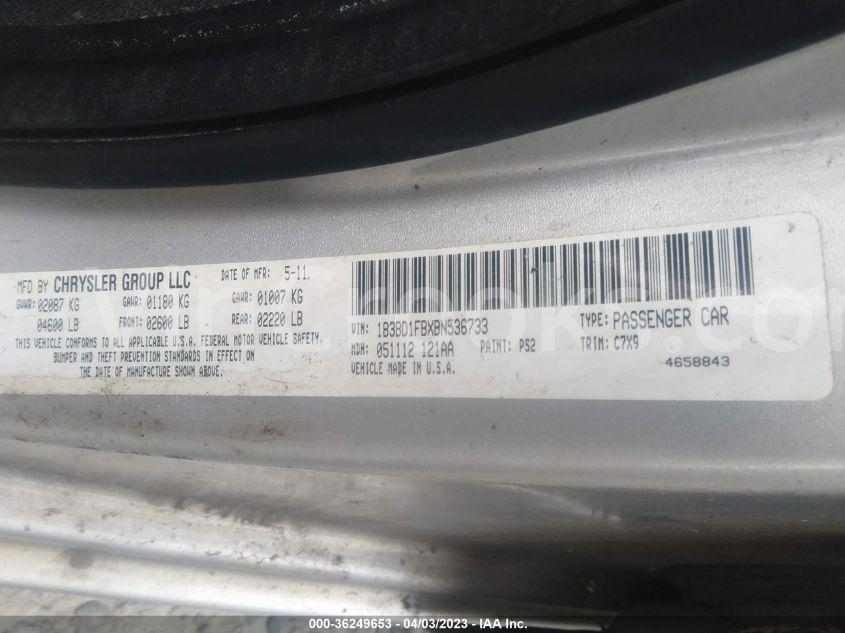 MFD BY CHRYSLER GROUP LLC DATE OF MFR: 5-11
GVWR: 02087 KG GAWR: 01180 KG GAWR: 01007 KG
04600 LB FRONT: 02600 LB REAR: 02220 LB
THIS VEHICLE CONFORMS TO ALL APPLICABLE U.S.A. FEDERAL MOTOR VEHICLE SAFETY,
BUMPER AND THEFT PREVENTION STANDARDS IN EFFECT ON
THE DATE OF MANUFACTURE SHOWN ABOVE.
VIN: 1B3BD1FBXBN536733 TYPE: PASSENGER CAR
MDH: 051112 121AA PAINT: PS2 TRIM: C7X9
VEHICLE MADE IN U.S.A. 4658843
000-36249653 - 04/03/2023 - IAA Inc.